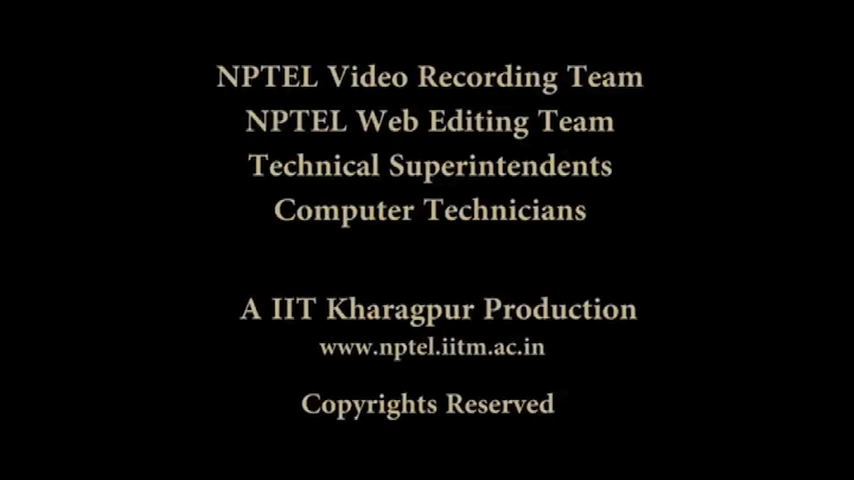 NPTEL Video Recording Team
NPTEL Web Editing Team
Technical Superintendents
Computer Technicians
A IIT Kharagpur Production
www.nptel.iitm.ac.in
Copyrights Reserved